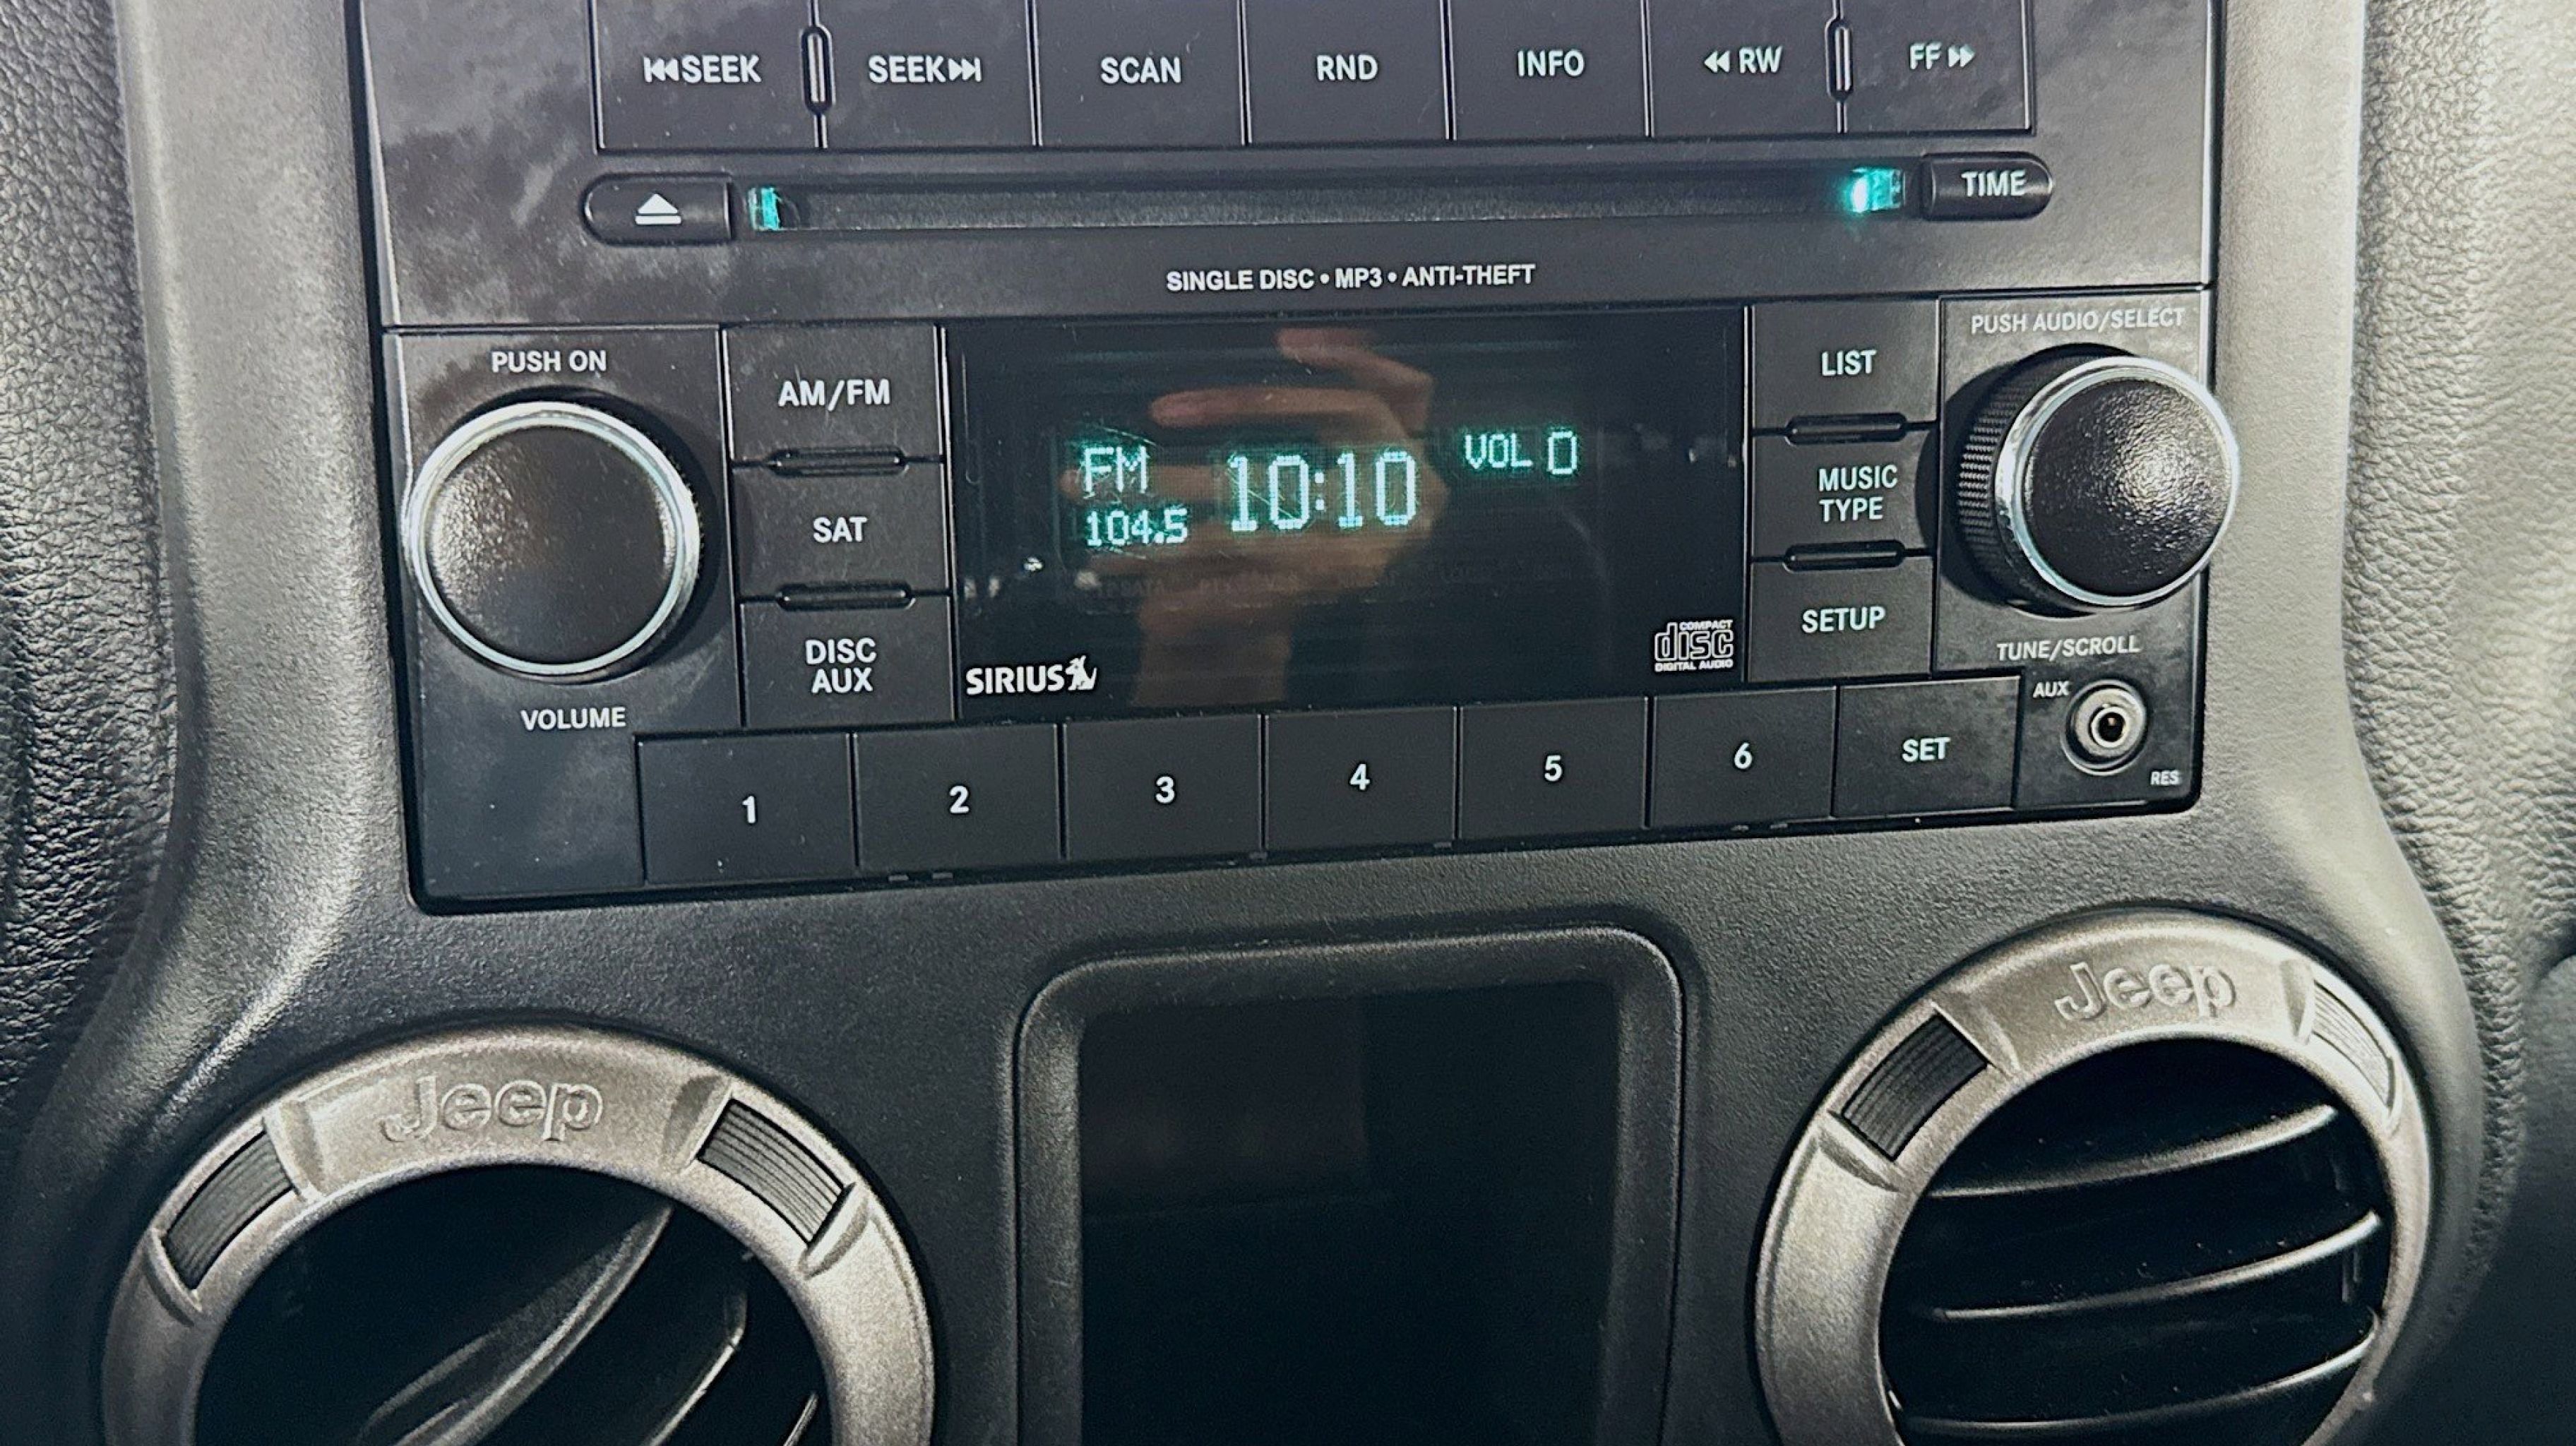 SEEK
SEEK
SCAN
RND
INFO
RW
FF
TIME
SINGLE DISC • MP3 • ANTI-THEFT
PUSH ON
AM/FM
LIST
PUSH AUDIO/SELECT
FM
10:10
VOL 0
104.5
SAT
MUSIC
TYPE
DISC
AUX
SIRIUS
COMPACT
disc
DIGITAL AUDIO
SETUP
TUNE/SCROLL
VOLUME
1
2
3
4
5
6
SET
AUX
RES
Jeep
Jeep